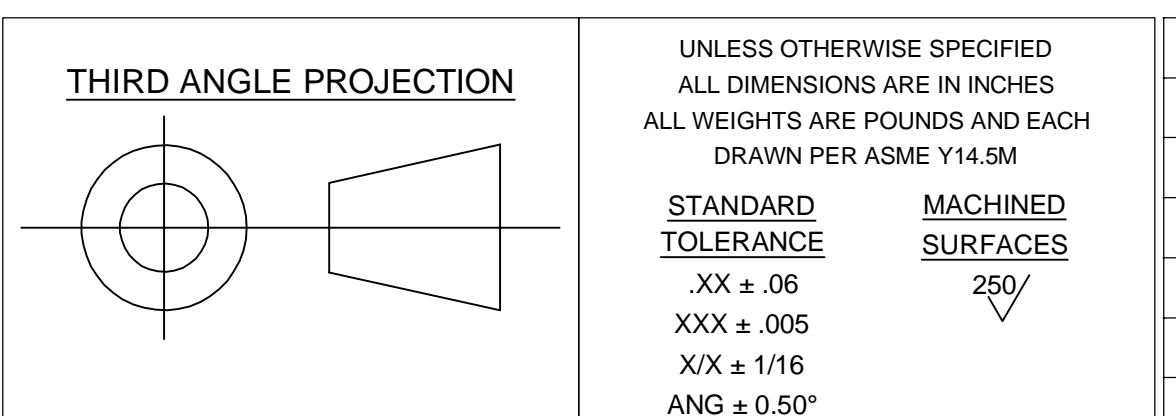 THIRD ANGLE PROJECTION
UNLESS OTHERWISE SPECIFIED
ALL DIMENSIONS ARE IN INCHES
ALL WEIGHTS ARE POUNDS AND EACH
DRAWN PER ASME Y14.5M
STANDARD
TOLERANCE
.XX ± .06
XXX ± .005
X/X ± 1/16
ANG ± 0.50°
MACHINED
SURFACES
250